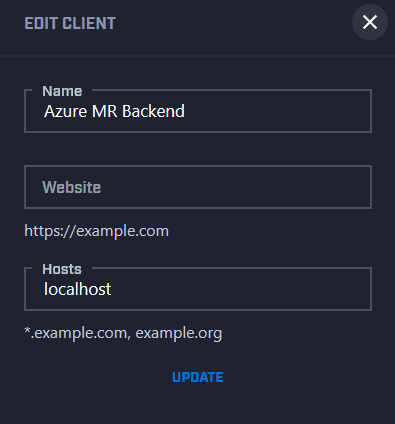 EDIT CLIENT
Name
Azure MR Backend
Website
https://example.com
Hosts
localhost
*.example.com, example.org
UPDATE